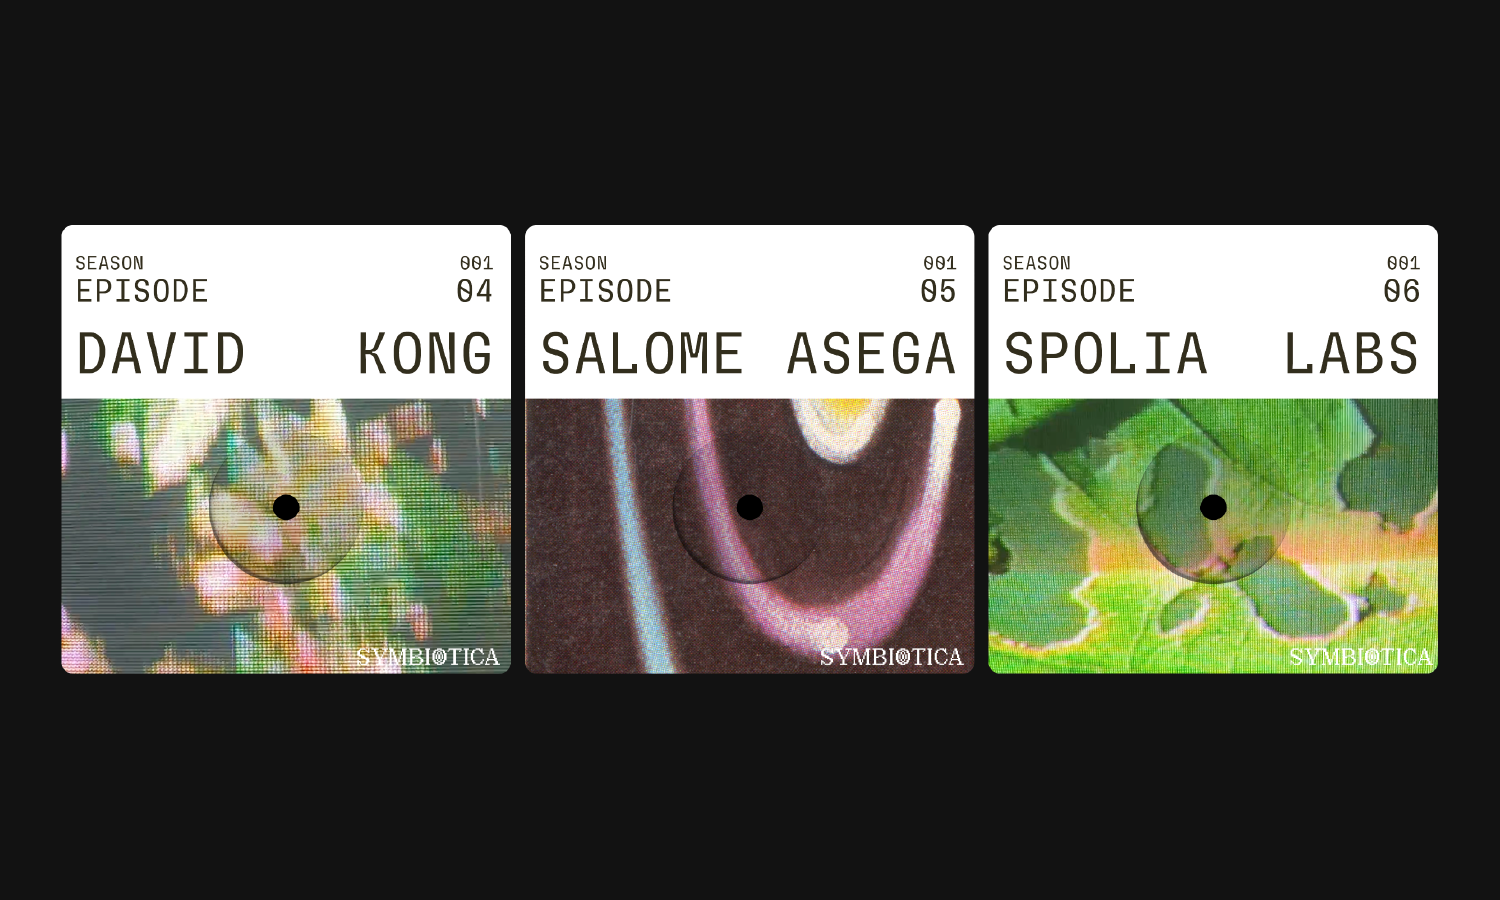 SEASON 001
EPISODE 04
DAVID KONG
SYMBIOTICA
SEASON 001
EPISODE 05
SALOME ASEGA
SYMBIOTICA
SEASON 001
EPISODE 06
SPOLIA LABS
SYMBIOTICA